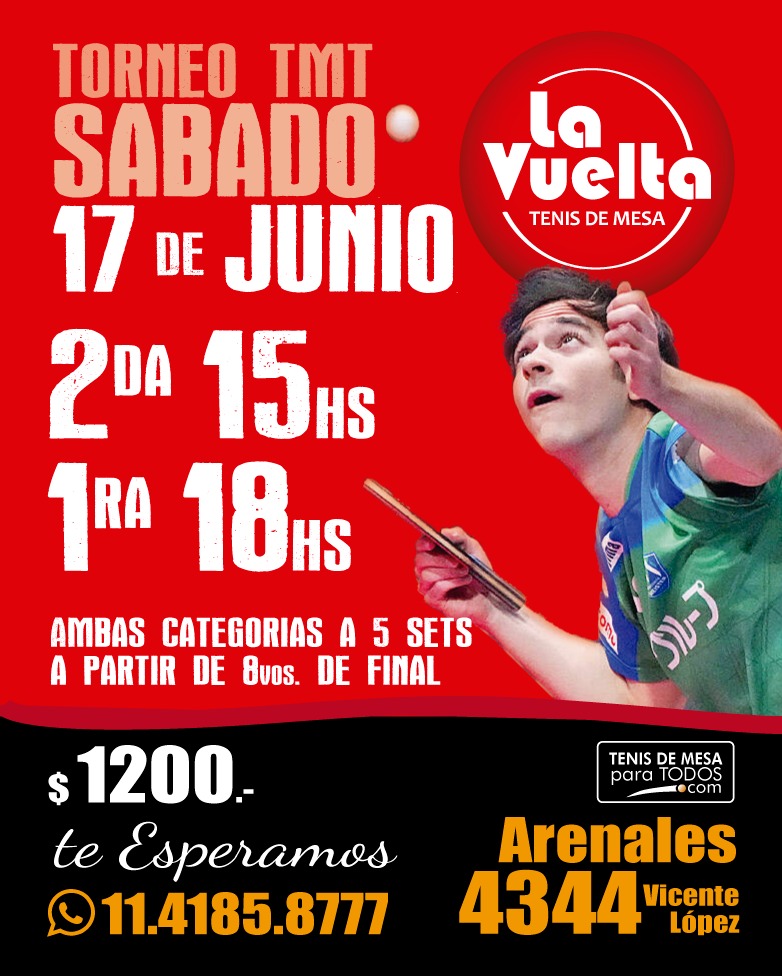 TORNEO TMT
SABADO
17 DE JUNIO
La
Vuelta
TENIS DE MESA
2DA 15HS
1RA 18HS
AMBAS CATEGORIAS A 5 SETS
A PARTIR DE 8vos. DE FINAL
$1200.-
te Esperamos
11.4185.8777
TENIS DE MESA
para TODOS
.com
Arenales
4344 Vicente
López